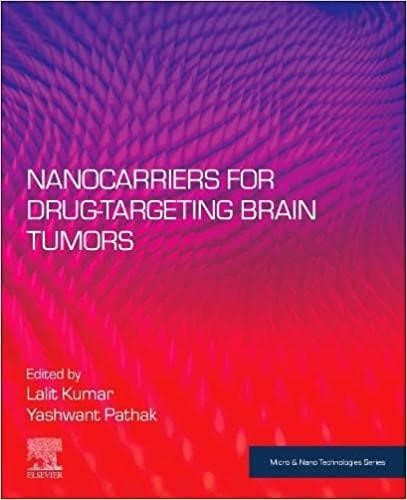 NANOCARRIERS FOR
DRUG-TARGETING BRAIN
TUMORS
Edited by
Lalit Kumar
Yashwant Pathak
ELSEVIER
Micro & Nano Technologies Series